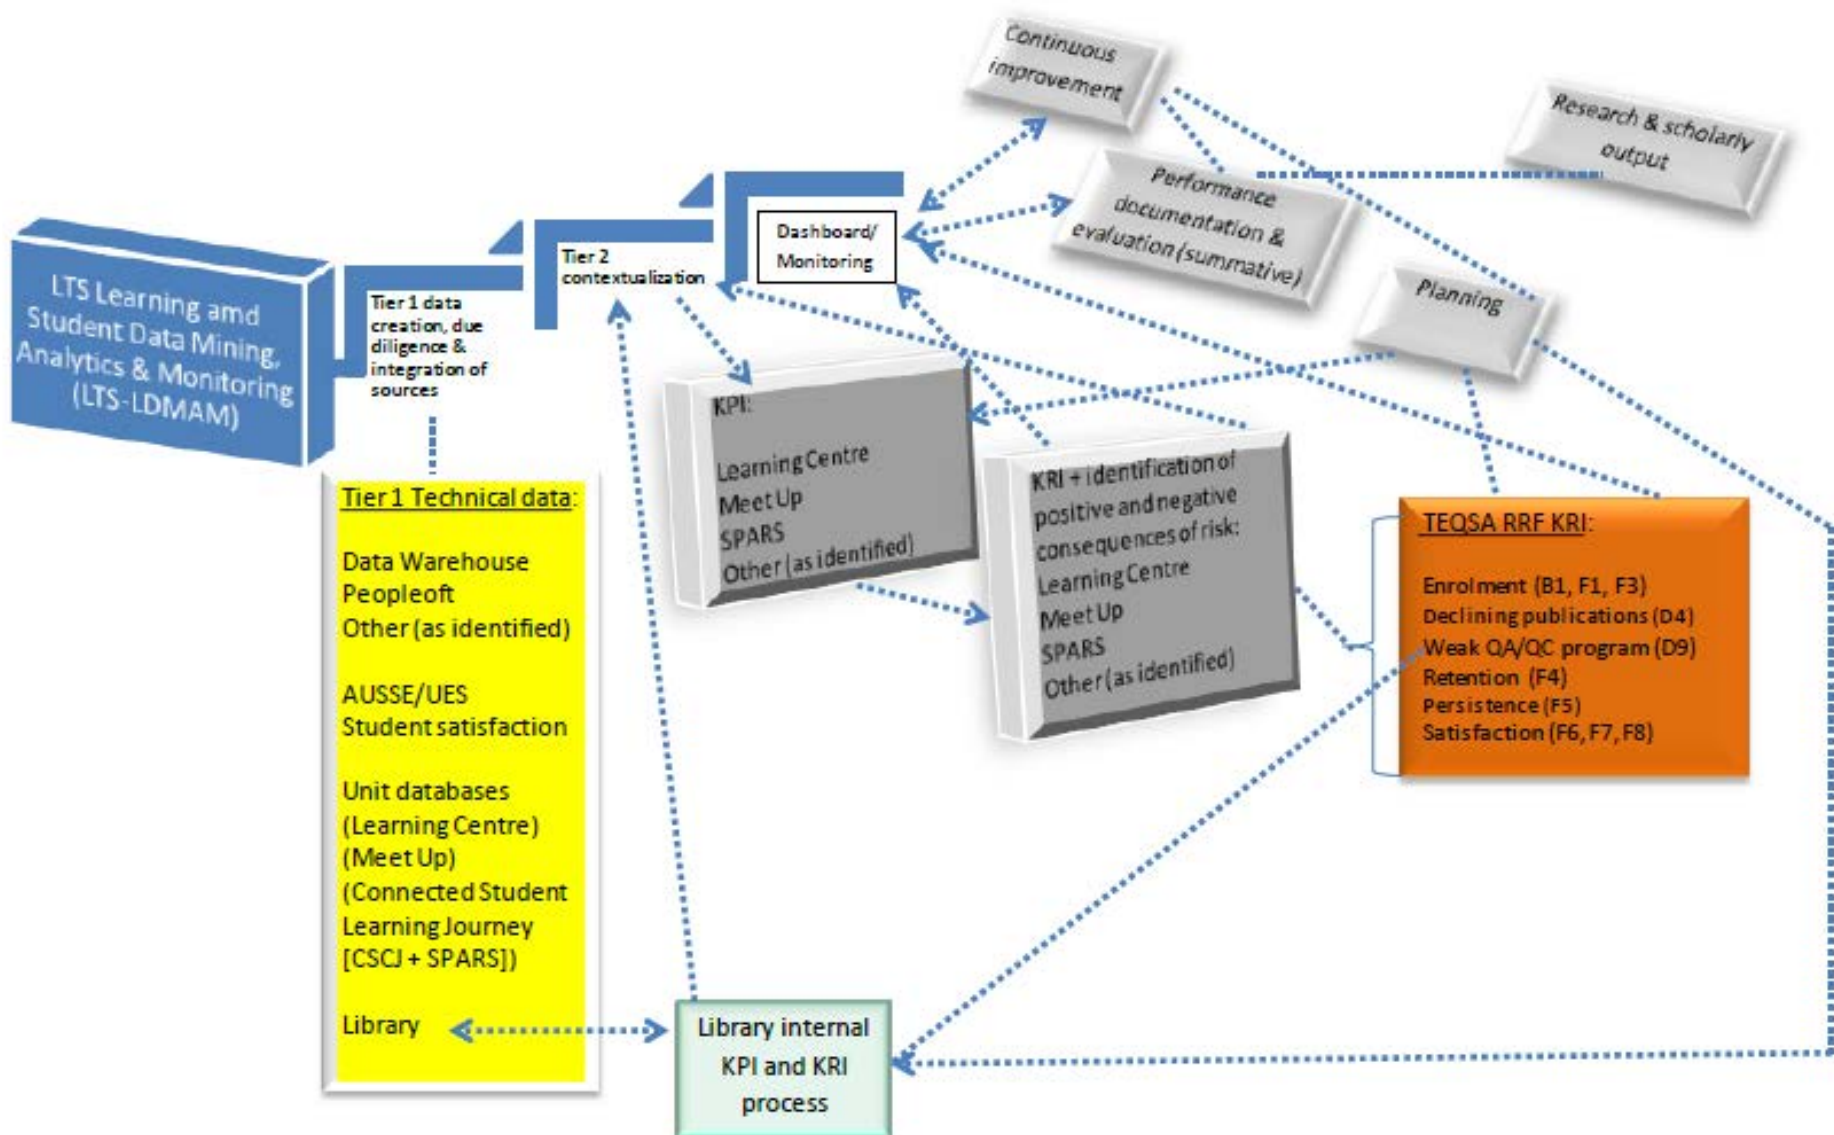 Continuous
improvement
Research & scholarly
output
Performance
documentation &
evaluation (summative)
Planning
LTS Learning amd
Student Data Mining,
Analytics & Monitoring
(LTS-LDMAM)
Tier 1 data
creation, due
diligence &
integration of
sources
Tier 2
contextualization
Dashboard/
Monitoring
KPI:
Learning Centre
Meet Up
SPARS
Other (as identified)
KRI + identification of
positive and negative
consequences of risk:
Learning Centre
Meet Up
SPARS
Other (as identified)
TEQSA RRF KRI:
Enrolment (B1, F1, F3)
Declining publications (D4)
Weak QA/QC program (D9)
Retention (F4)
Persistence (F5)
Satisfaction (F6, F7, F8)
Tier 1 Technical data:
Data Warehouse
Peopleoft
Other (as identified)
AUSSE/UES
Student satisfaction
Unit databases
(Learning Centre)
(Meet Up)
(Connected Student
Learning Journey
[CSCJ + SPARS])
Library
Library internal
KPI and KRI
process